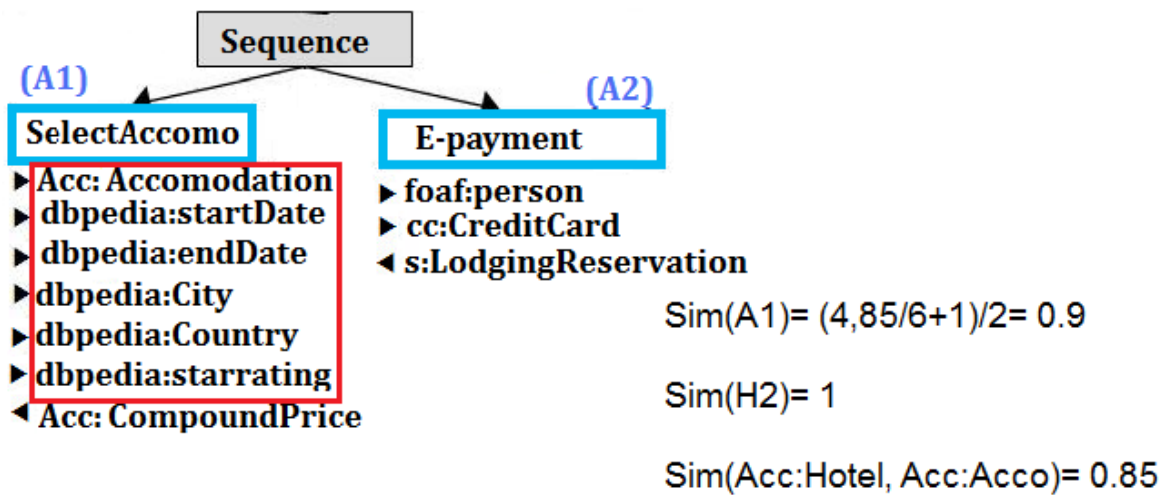 Sequence
(A1)
(A2)
SelectAccomo
Acc: Accomodation
dbpedia:startDate
dbpedia:endDate
dbpedia:City
dbpedia:Country
dbpedia:starrating
Acc: CompoundPrice
E-payment
foaf:person
cc:CreditCard
s:LodgingReservation
Sim(A1)= (4,85/6+1)/2= 0.9
Sim(H2)= 1
Sim(Acc:Hotel, Acc:Acco)= 0.85